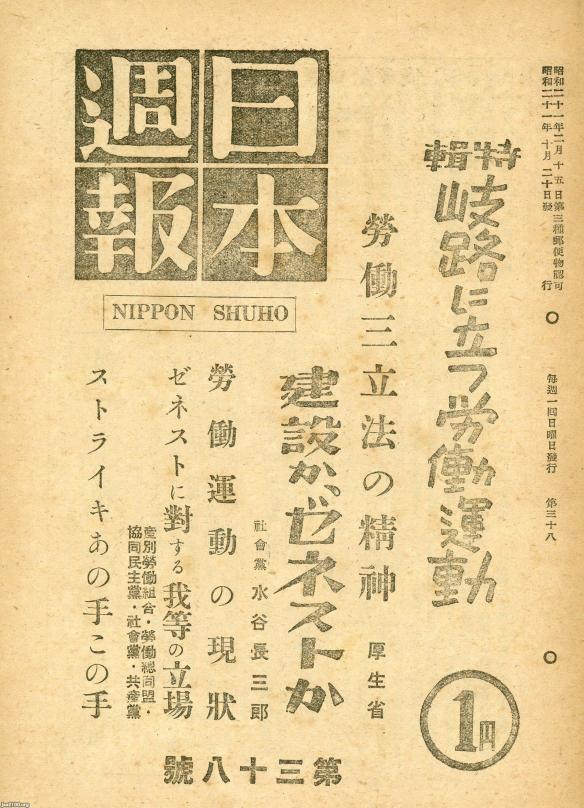 昭和二十一年二月十五日第三種郵便物認可
昭和二十一年十月二十日發行
每週一回日曜日發行
第三十八
日本
週報
NIPPON SHUHO
特輯
岐路に立つ労働運動
勞働三立法の精神 厚生省
建設か、ゼネストか
社會黨 水谷長三郎
勞働運動の現狀
ゼネストに對する我等の立場
産別勞働組合・勞働總同盟・
協同民主黨・社會黨・共產黨
ストライキあの手この手
1円
第三十八號